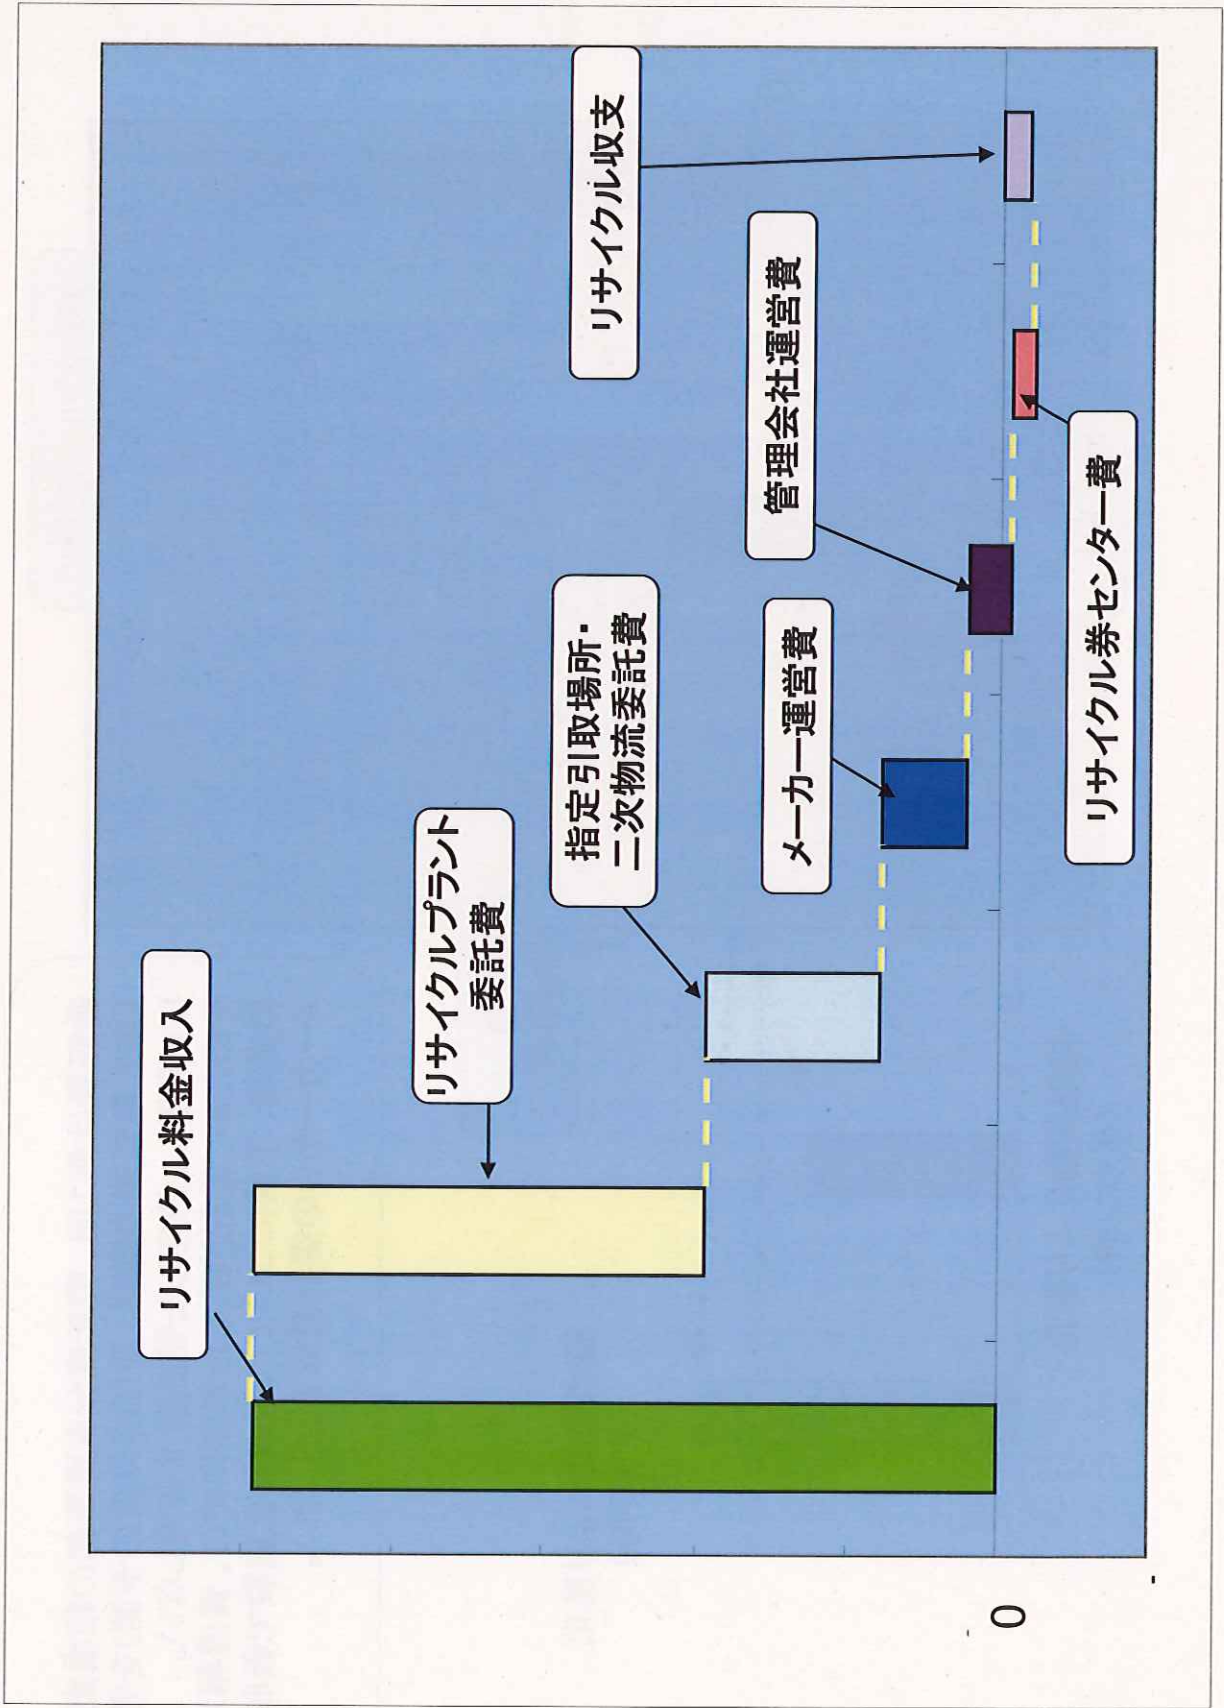 リサイクル料金収入
リサイクルプラント
委託費
指定引取場所・
二次物流委託費
メーカー運営費
管理会社運営費
リサイクル券センター費
リサイクル収支
0
-